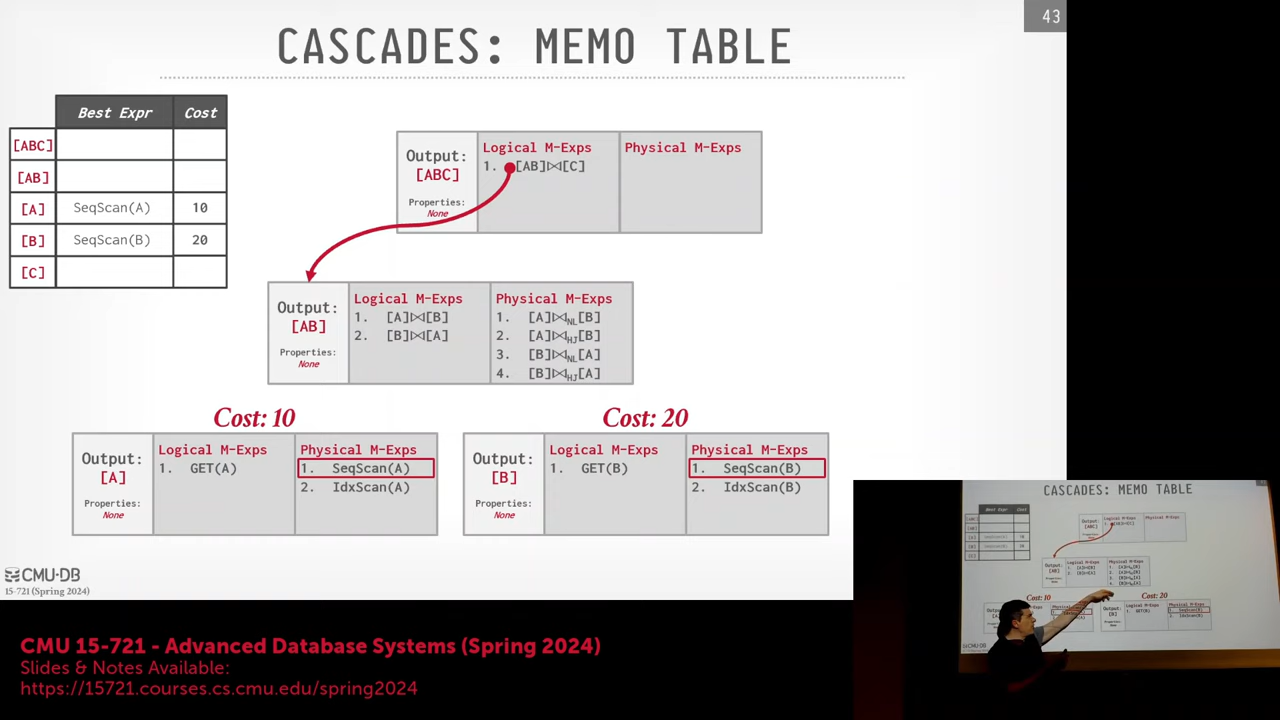 43
CASCADES: MEMO TABLE
Best Expr Cost
[ABC]
[AB]
[A] SeqScan(A) 10
[B] SeqScan(B) 20
[C]
Output:
[ABC]
Properties:
None
Logical M-Exps
1. [AB]⋈[C]
Physical M-Exps
Output:
[AB]
Properties:
None
Logical M-Exps
1. [A]⋈[B]
2. [B]⋈[A]
Physical M-Exps
1. [A]⋈NL[B]
2. [A]⋈HJ[B]
3. [B]⋈NL[A]
4. [B]⋈HJ[A]
Cost: 10
Output:
[A]
Properties:
None
Logical M-Exps
1. GET(A)
Physical M-Exps
1. SeqScan(A)
2. IdxScan(A)
Cost: 20
Output:
[B]
Properties:
None
Logical M-Exps
1. GET(B)
Physical M-Exps
1. SeqScan(B)
2. IdxScan(B)
CMU·DB
15-721 (Spring 2024)
CASCADES: MEMO TABLE
Cost: 10
Cost: 20
CMU 15-721 - Advanced Database Systems (Spring 2024)
Slides & Notes Available:
https://15721.courses.cs.cmu.edu/spring2024